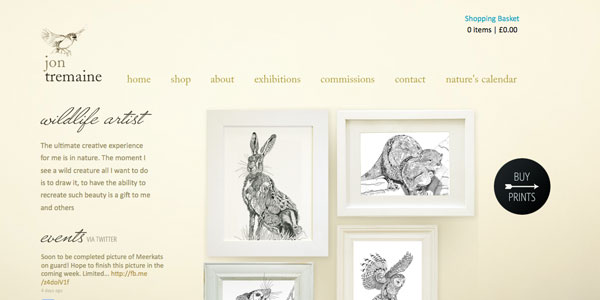 Shopping Basket
0 items | £0.00
jon
tremaine
home shop about exhibitions commissions contact nature's calendar
wildlife artist
The ultimate creative experience
for me is in nature. The moment I
see a wild creature all I want to do
is to draw it, to have the ability to
recreate such beauty is a gift to me
and others
BUY
PRINTS
events VIA TWITTER
Soon to be completed picture of Meerkats
on guard! Hope to finish this picture in the
coming week. Limited... http://fb.me
/z4dalV1f
4 days ago